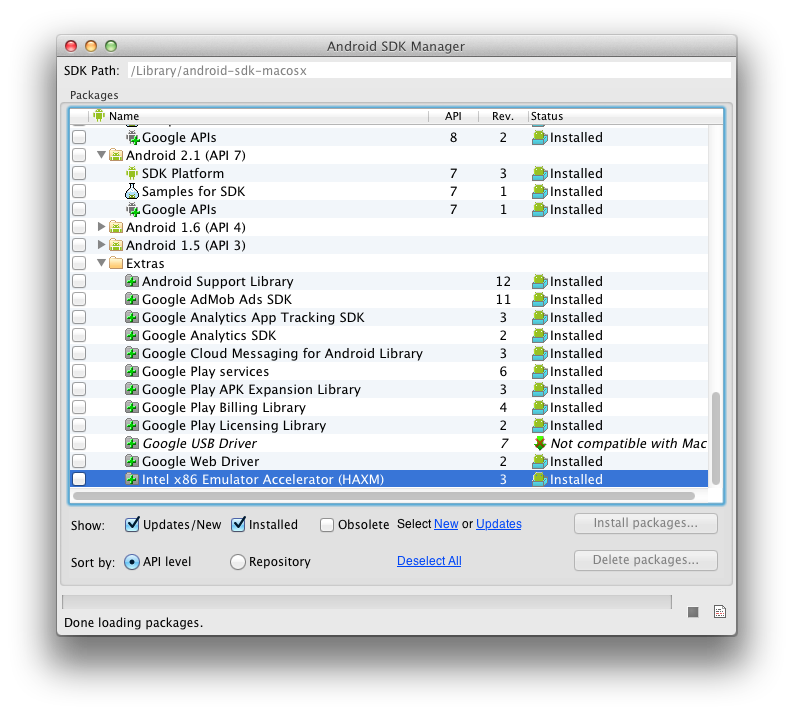 Android SDK Manager
SDK Path: /Library/android-sdk-macosx
Packages
Name API Rev. Status
Google APIs 8 2 Installed
Android 2.1 (API 7)
SDK Platform 7 3 Installed
Samples for SDK 7 1 Installed
Google APIs 7 1 Installed
Android 1.6 (API 4)
Android 1.5 (API 3)
Extras
Android Support Library 12 Installed
Google AdMob Ads SDK 11 Installed
Google Analytics App Tracking SDK 3 Installed
Google Analytics SDK 2 Installed
Google Cloud Messaging for Android Library 3 Installed
Google Play services 6 Installed
Google Play APK Expansion Library 3 Installed
Google Play Billing Library 4 Installed
Google Play Licensing Library 2 Installed
Google USB Driver 7 Not compatible with Mac
Google Web Driver 2 Installed
Intel x86 Emulator Accelerator (HAXM) 3 Installed
Show: Updates/New Installed Obsolete Select New or Updates Install packages...
Sort by: API level Repository Deselect All Delete packages...
Done loading packages.